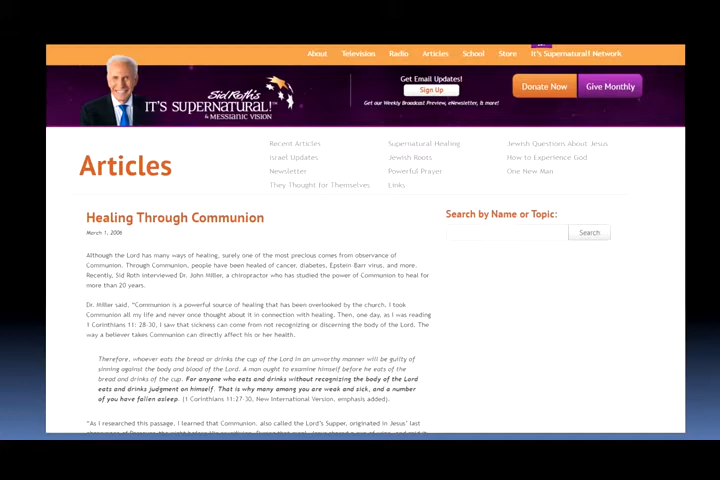 About Television Radio Articles School Store It's Supernatural! Network
Sid Roth's
IT'S SUPERNATURAL!™
& MESSIANIC VISION
Get Email Updates!
Sign Up
Get our Weekly Broadcast Preview, eNewsletter, & more!
Donate Now
Give Monthly
Articles
Recent Articles
Israel Updates
Newsletter
They Thought for Themselves
Supernatural Healing
Jewish Roots
Powerful Prayer
Links
Jewish Questions About Jesus
How to Experience God
One New Man
Healing Through Communion
March 1, 2006
Although the Lord has many ways of healing, surely one of the most precious comes from observance of
Communion. Through Communion, people have been healed of cancer, diabetes, Epstein Barr virus, and more.
Recently, Sid Roth interviewed Dr. John Miller, a chiropractor who has studied the power of Communion to heal for
more than 20 years.
Dr. Miller said, "Communion is a powerful source of healing that has been overlooked by the church. I took
Communion all my life and never once thought about it in connection with healing. Then, one day, as I was reading
1 Corinthians 11: 28-30, I saw that sickness can come from not recognizing or discerning the body of the Lord. The
way a believer takes Communion can directly affect his or her health.
Therefore, whoever eats the bread or drinks the cup of the Lord in an unworthy manner will be guilty of
sinning against the body and blood of the Lord. A man ought to examine himself before he eats of the
bread and drinks of the cup. For anyone who eats and drinks without recognizing the body of the Lord
eats and drinks judgment on himself. That is why many among you are weak and sick, and a number
of you have fallen asleep. (1 Corinthians 11:27-30, New International Version, emphasis added).
"As I researched this passage, I learned that Communion, also called the Lord's Supper, originated in Jesus' last
Search by Name or Topic:
Search